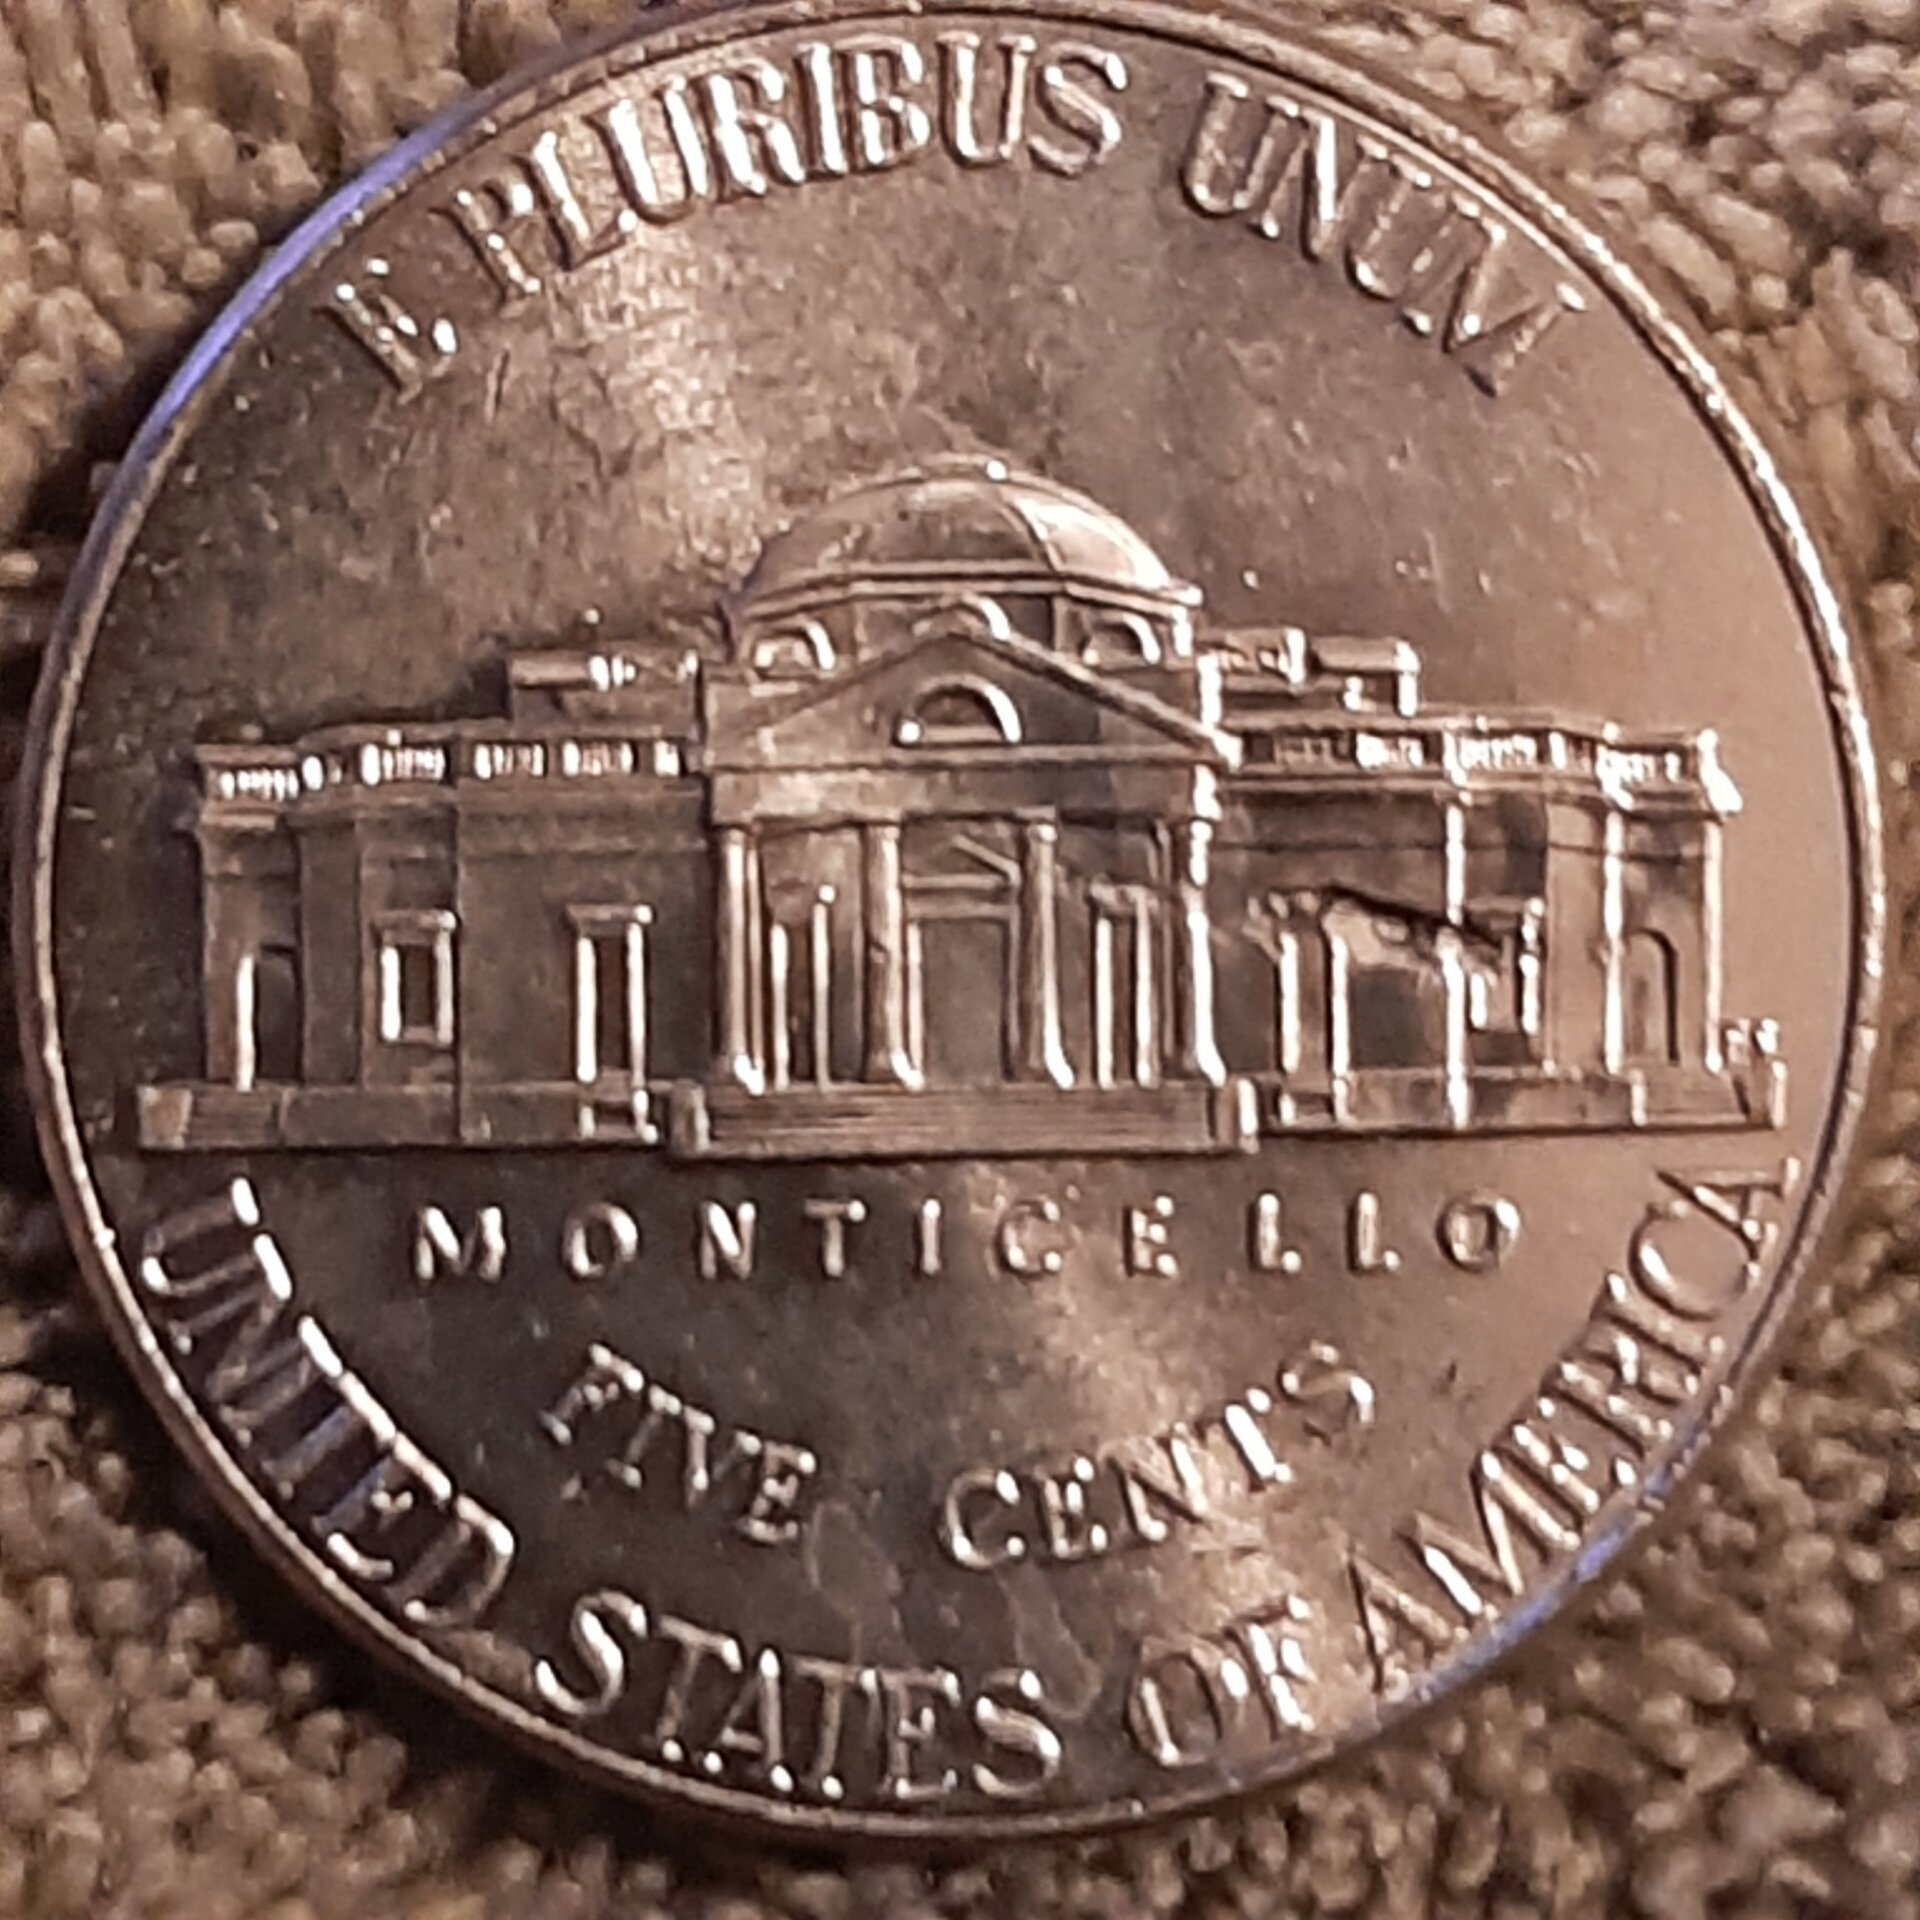 E PLURIBUS UNUM
MONTICELLO
FIVE CENTS
UNITED STATES OF AMERICA